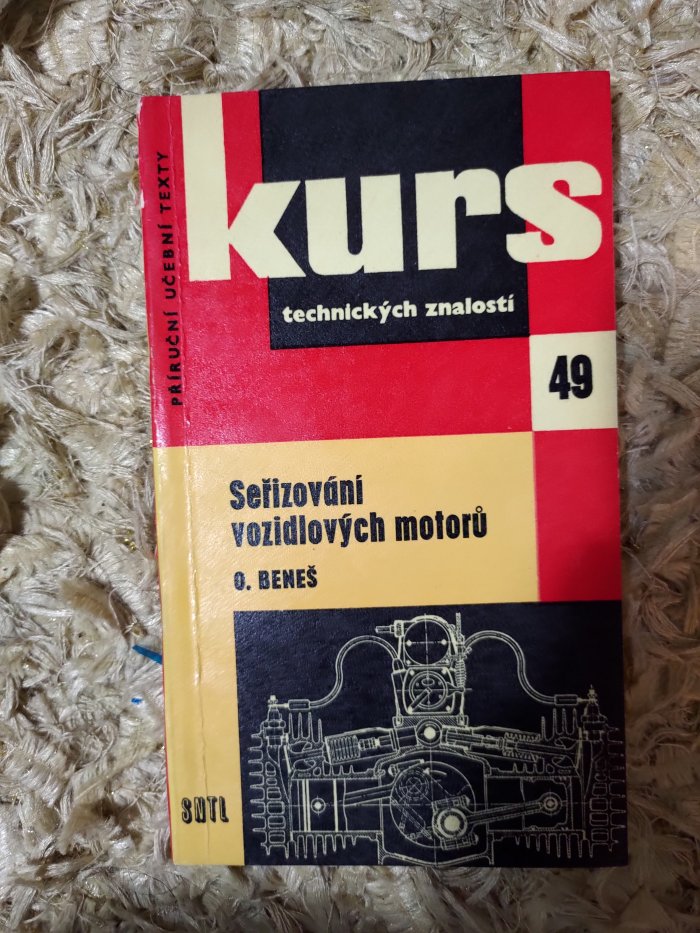 PŘÍRUČNÍ UČEBNÍ TEXTY
kurs
technických znalostí
49
Seřizování
vozidlových motorů
O. BENEŠ
SNTL